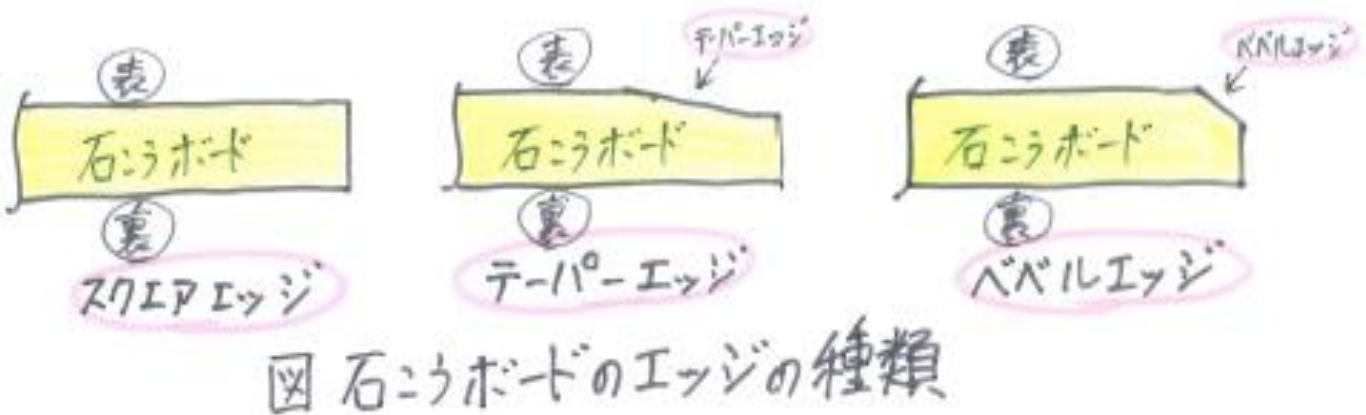 表
石こうボード
裏
スクエアエッジ
表
テーパーエッジ
石こうボード
裏
テーパーエッジ
表
ベベルエッジ
石こうボード
裏
ベベルエッジ
図 石こうボードのエッジの種類